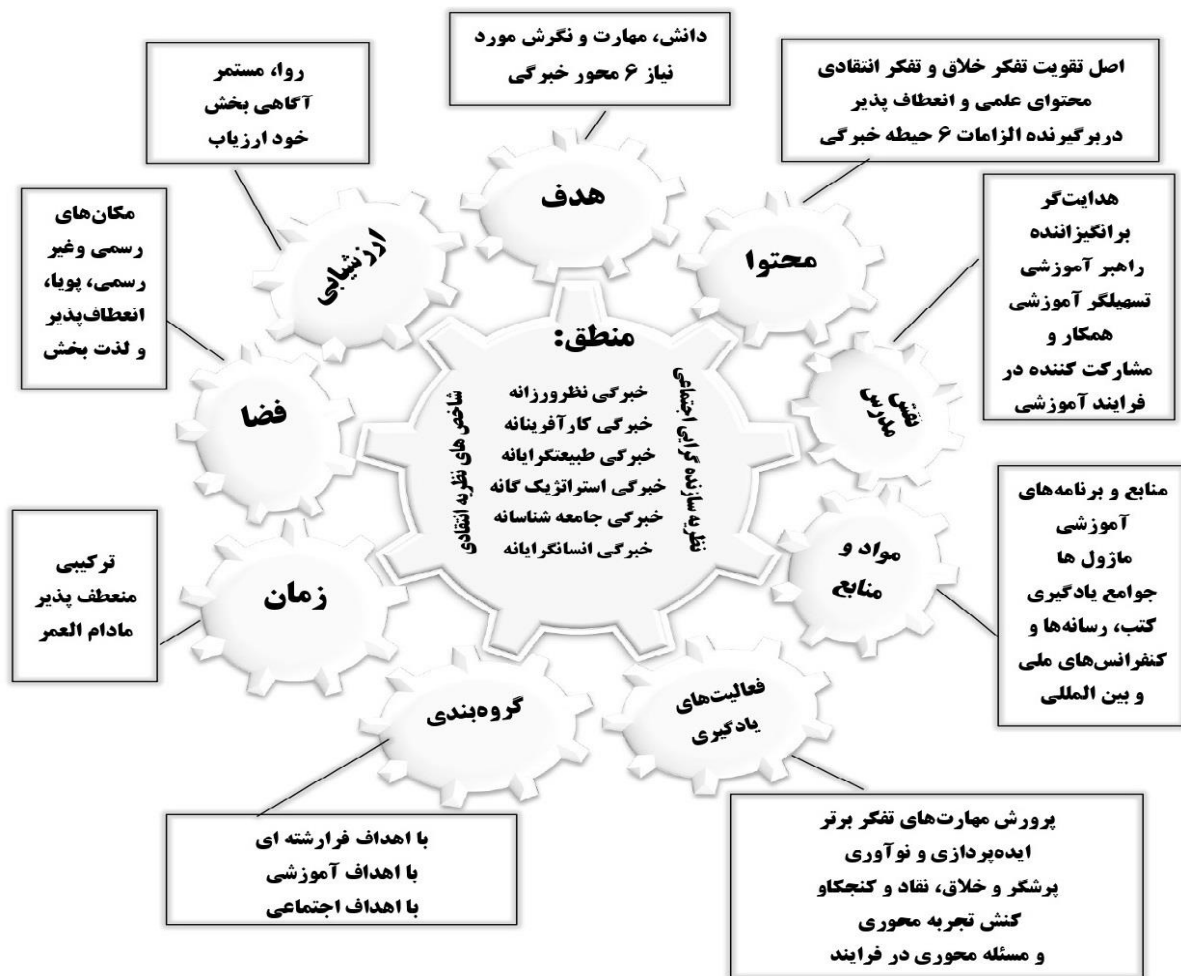 دانش، مهارت و نگرش مورد
نیاز ۶ محور خبرگی
هدف
اصل تقویت تفکر خلاق و تفکر انتقادی
محتوای علمی و انعطاف پذیر
دربرگیرنده الزامات ۶ حیطه خبرگی
محتوا
هدایت‌گر
برانگیزاننده
راهبر آموزشی
تسهیلگر آموزشی
همکار و
مشارکت کننده در
فرایند آموزشی
نقش
مدرس
منابع و برنامه‌های
آموزشی
ماژول ها
جوامع یادگیری
کتب، رسانه‌ها و
کنفرانس‌های ملی
و بین المللی
مواد و
منابع
پرورش مهارت‌های تفکر برتر
ایده‌پردازی و نوآوری
پرشگر و خلاق، نقاد و کنجکاو
کنش تجربه محوری
و مسئله محوری در فرایند
فعالیت‌های
یادگیری
با اهداف فرارشته ای
با اهداف آموزشی
با اهداف اجتماعی
گروه‌بندی
ترکیبی
منعطف پذیر
مادام العمر
زمان
مکان‌های
رسمی وغیر
رسمی، پویا،
انعطاف‌پذیر
و لذت بخش
فضا
روا، مستمر
آگاهی بخش
خود ارزیاب
ارزشیابی
منطق:
نظریه سازنده گرایی اجتماعی
خبرگی نظرورزانه
خبرگی کارآفرینانه
خبرگی طبیعتگرایانه
خبرگی استراتژیک گانه
خبرگی جامعه شناسانه
خبرگی انسانگرایانه
شاخص های نظریه انتقادی